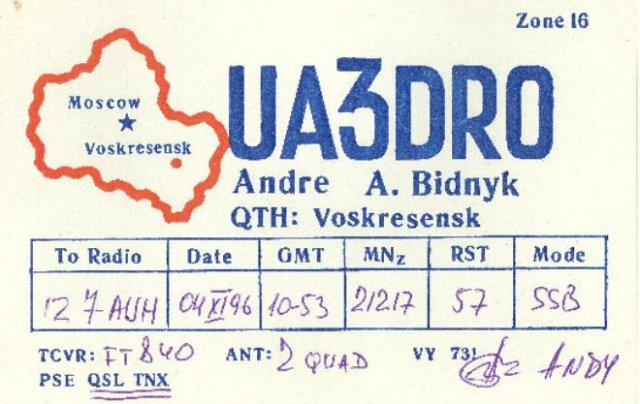 Zone 16
Moscow
Voskresensk
UA3DRO
Andre A. Bidnyk
QTH: Voskresensk
To Radio Date GMT MNz RST Mode
12 7 AUH 04 XI 96 10-53 21217 57 SSB
TCVR: FT 840 ANT: 2 QUAD VY 73! ANDY
PSE QSL TNX